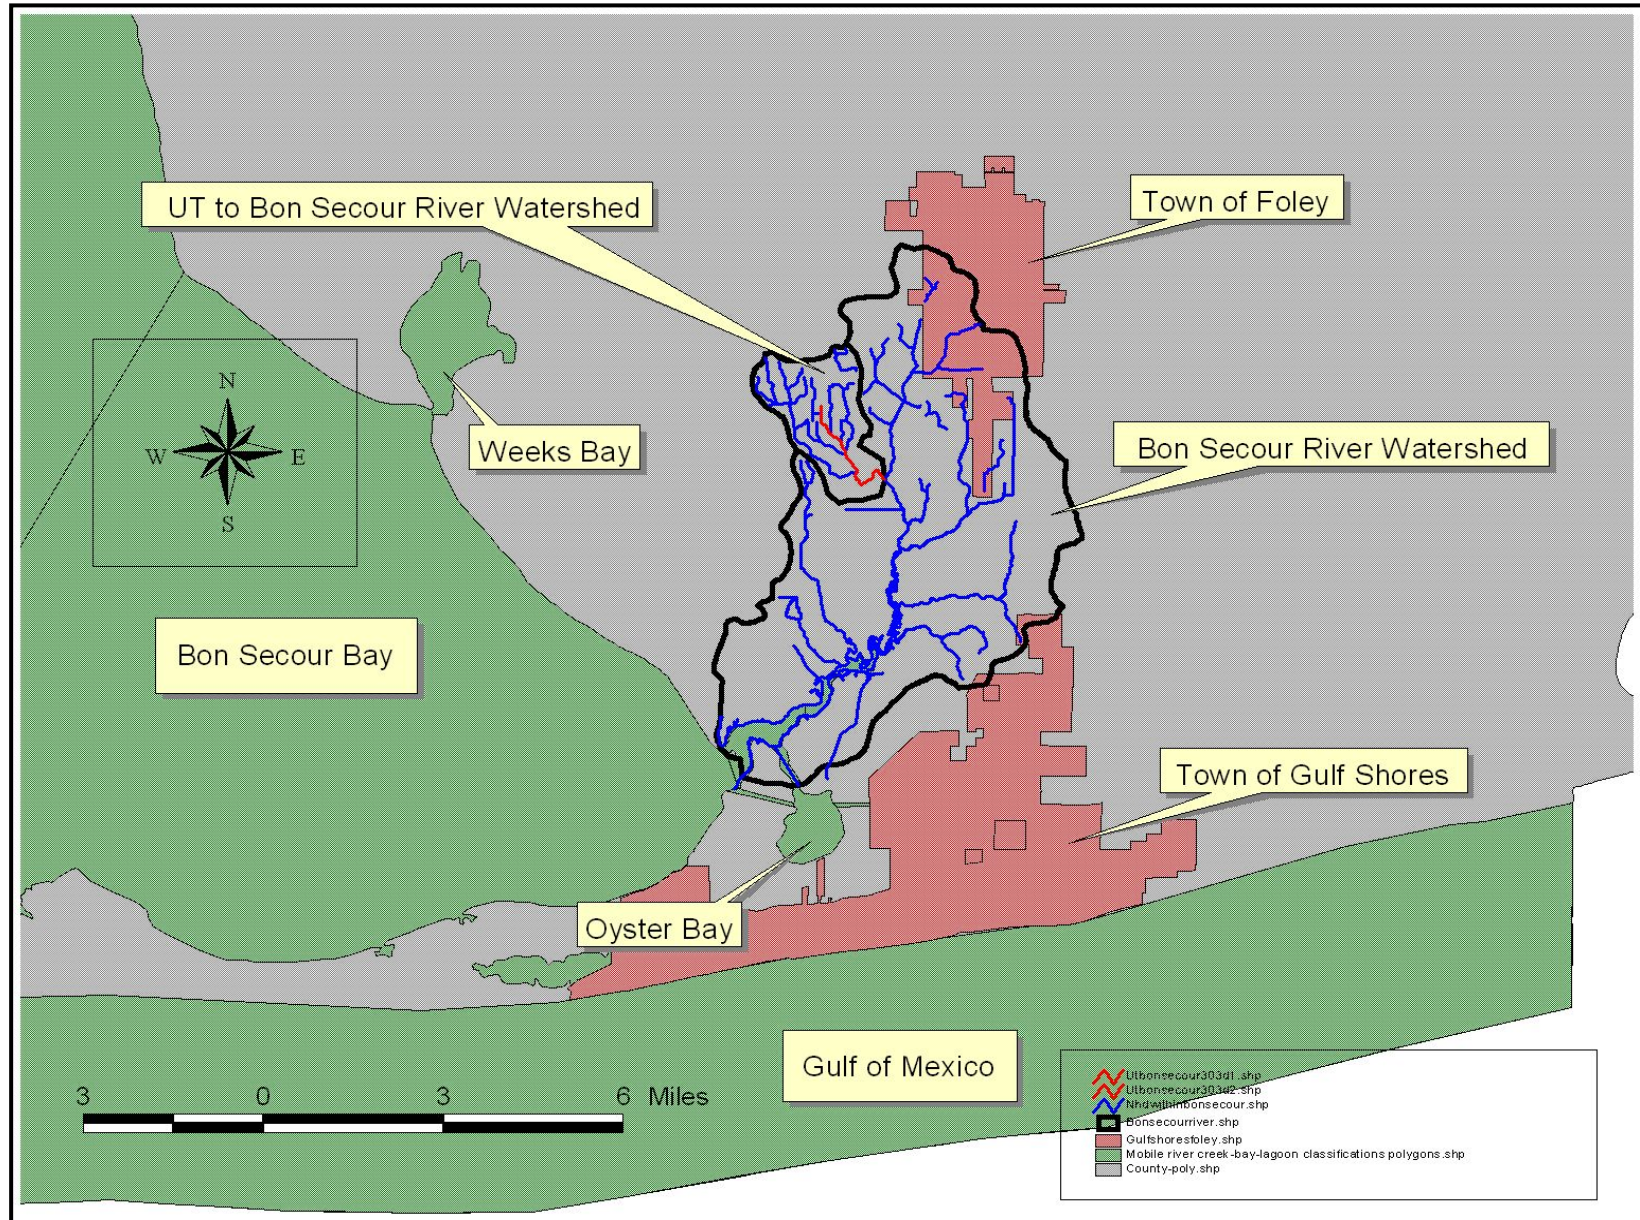 UT to Bon Secour River Watershed
Town of Foley
N
W
E
S
Weeks Bay
Bon Secour River Watershed
Bon Secour Bay
Town of Gulf Shores
Oyster Bay
Gulf of Mexico
3 0 3 6 Miles
Utbonsecour303d1.shp
Utbonsecour303d2.shp
Nhdwithinbonsecour.shp
Bonsecourriver.shp
Gulfshoresfoley.shp
Mobile river creek-bay-lagoon classifications polygons.shp
County-poly.shp